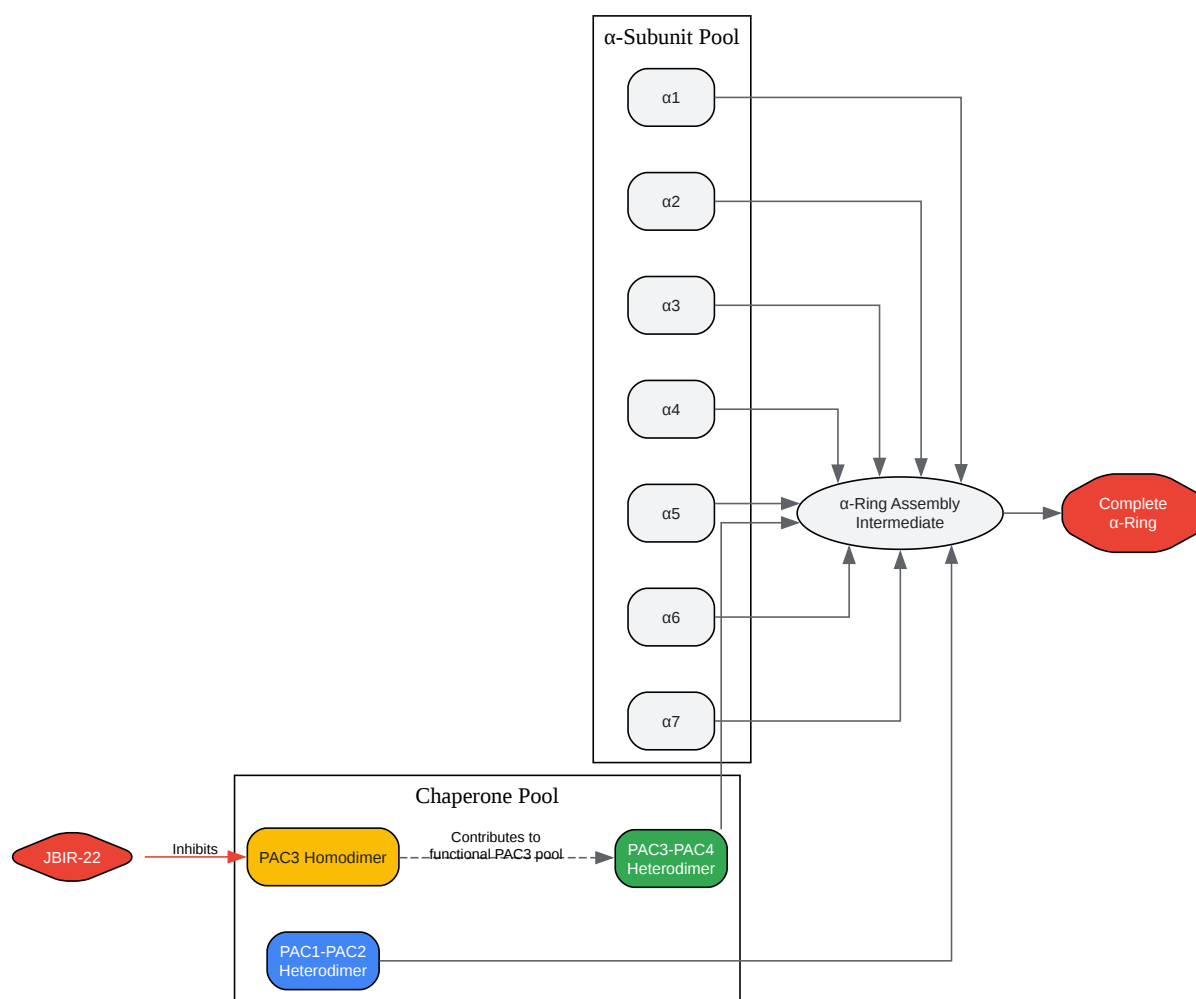 α-Subunit Pool
α1
α2
α3
α4
α5
α6
α7
α-Ring Assembly
Intermediate
Complete
α-Ring
Chaperone Pool
JBIR-22
Inhibits
PAC3 Homodimer
Contributes to
functional PAC3 pool
PAC3-PAC4
Heterodimer
PAC1-PAC2
Heterodimer